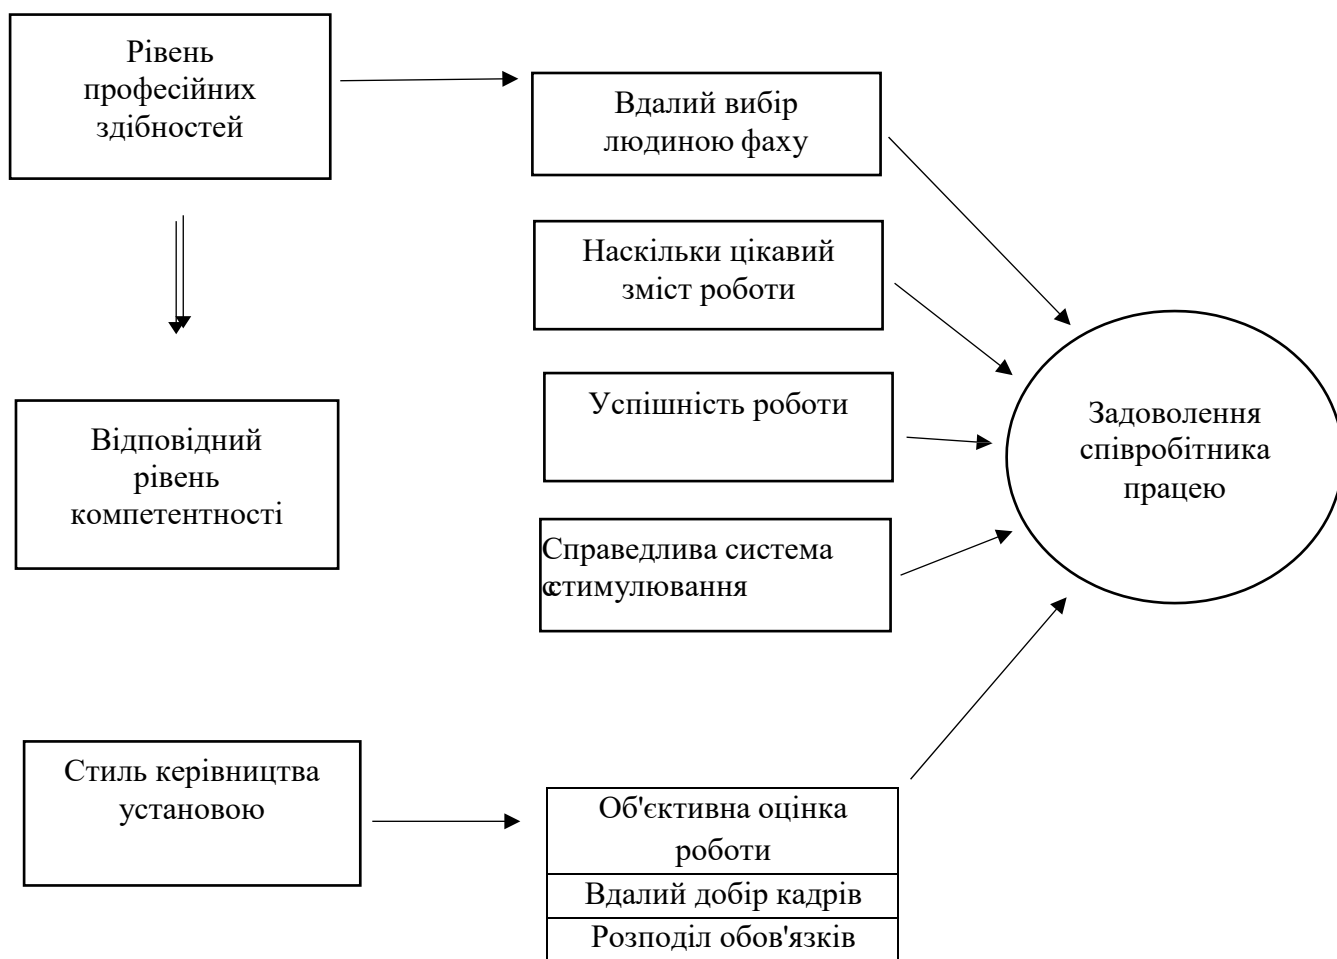 Рівень
професійних
здібностей
Вдалий вибір
людиною фаху
Наскільки цікавий
зміст роботи
Успішність роботи
Задоволення
співробітника
працею
Відповідний
рівень
компетентності
Справедлива система
стимулювання
Стиль керівництва
установою
Об'єктивна оцінка
роботи
Вдалий добір кадрів
Розподіл обов'язків